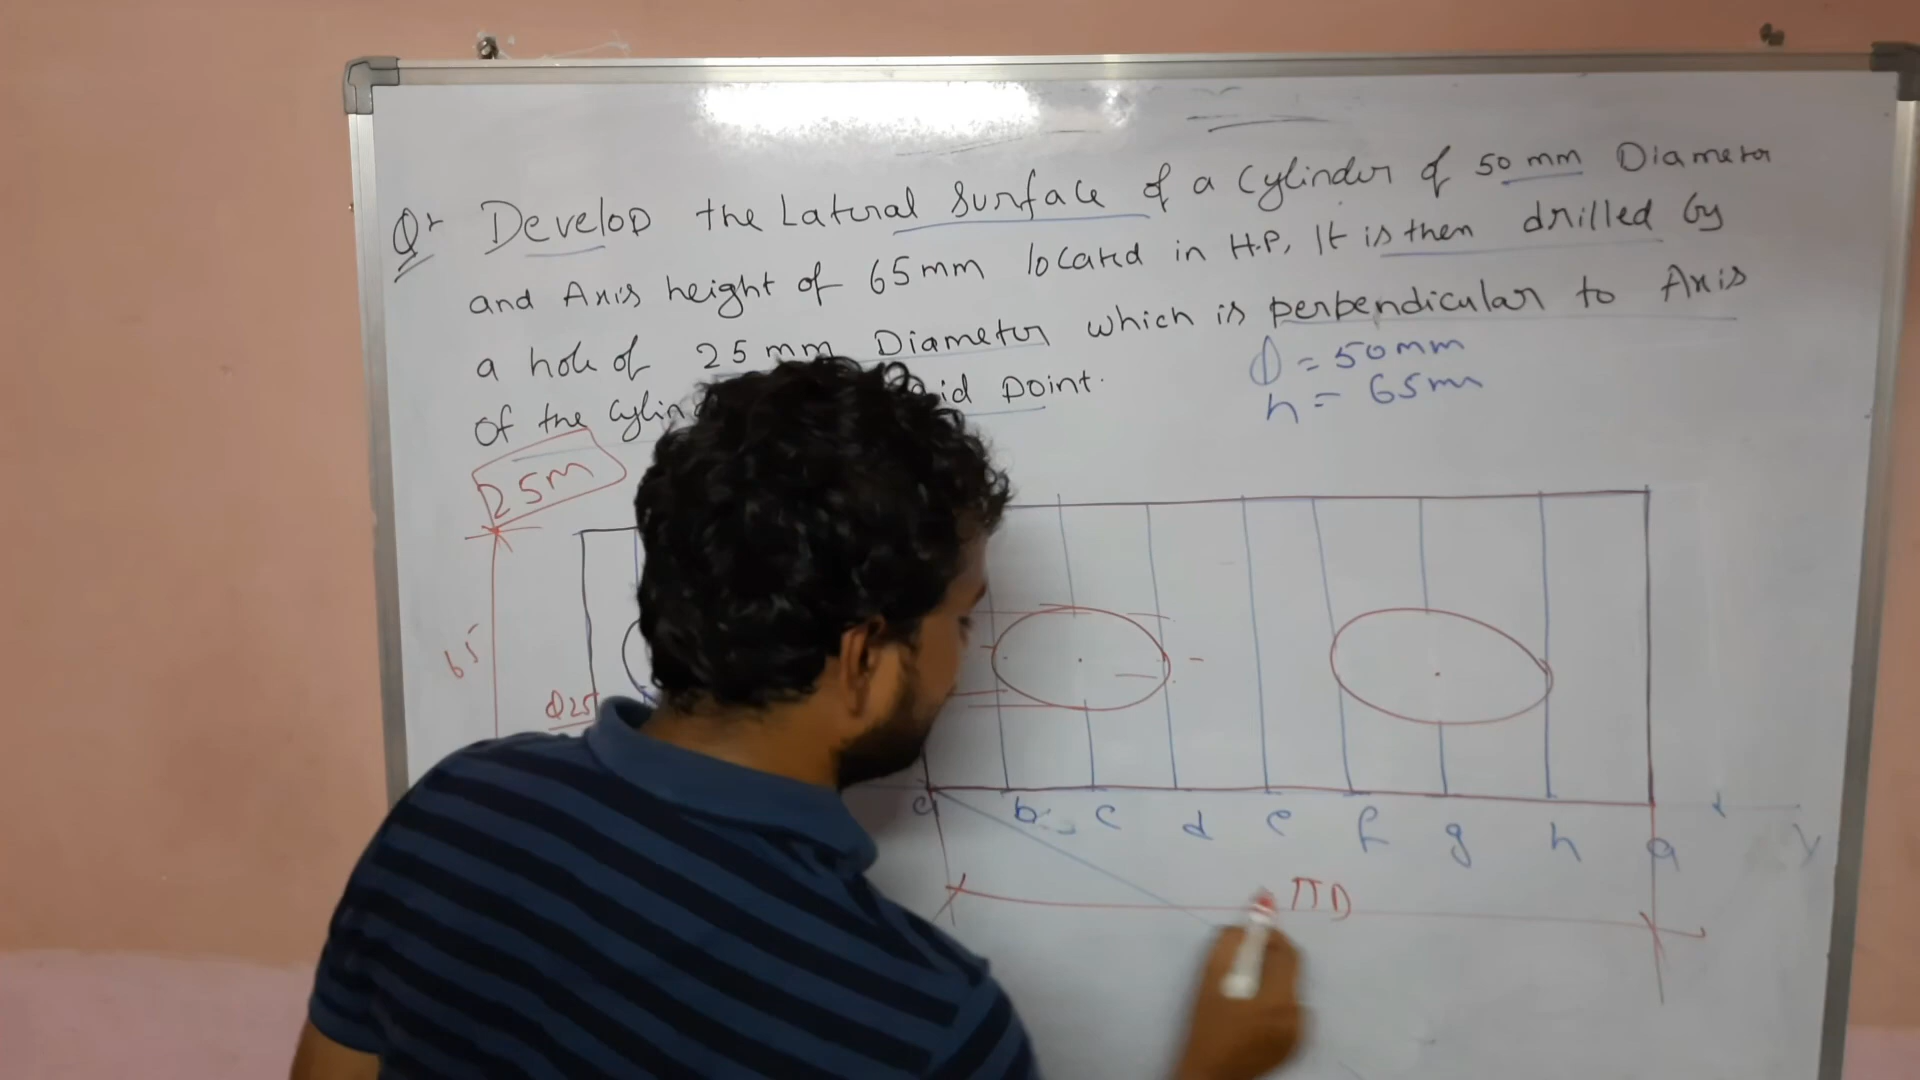 Qr Develop the Lateral Surface of a Cylinder of 50 mm Diameter
and Axis height of 65mm located in H.P, It is then drilled by
a hole of 25 mm Diameter which is perpendicular to Axis
of the Cylin id Point.
D = 50mm
h = 65m
25m
65
Ø25
a b c d e f g h a
Y
ΠD